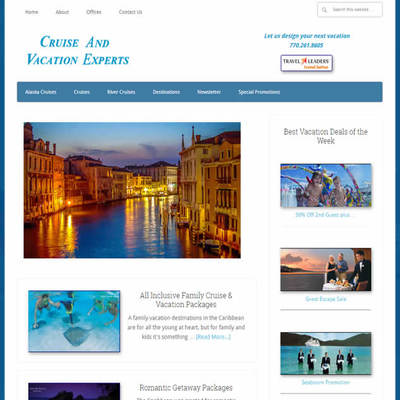 Home About Offices
Search this website …
Cruise And
Vacation Experts
Let us design your next vacation
770.261.8605
TRAVEL LEADERS
travel better
Alaska Cruises Cruises River Cruises Destinations Newsletter Special Promotions
Best Vacation Deals of the
Week
50% Off 2nd Guest plus…
Great Escape Sale
Seabourn Promotion
All Inclusive Family Cruise &
Vacation Packages
A family vacation destinations in the Caribbean
are for all the young at heart, but for family and
kids it's something … [Read More...]
Romantic Getaway Packages